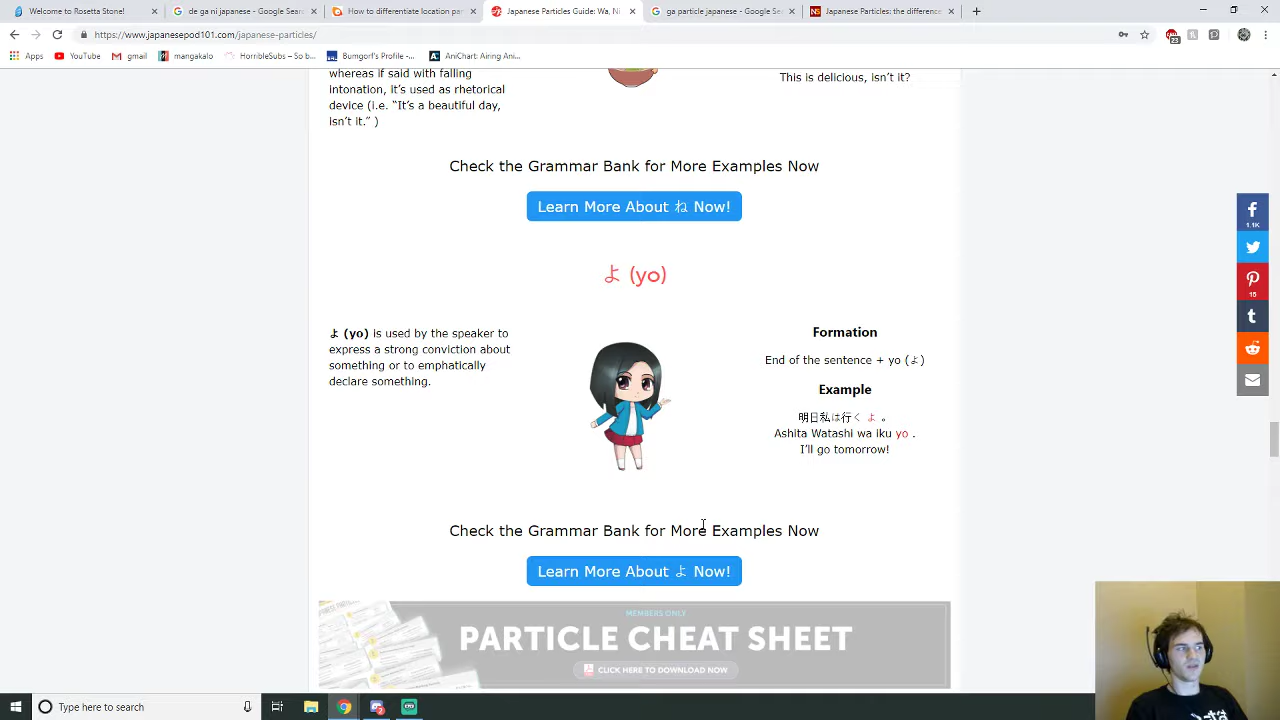 Welcome to Rosetta Stone!
de ga ni japanese - Google Sear
How to differentiate location par
Japanese Particles Guide: Wa, Ni
ga particle japanese - Google Se
Japanese Particles: the difference
https://www.japanesepod101.com/japanese-particles/
23
Apps
YouTube
gmail
mangakalo
HorribleSubs – So b...
Bumgorf's Profile -...
AniChart: Airing Ani...
whereas if said with falling
intonation, it's used as rhetorical
device (i.e. "It's a beautiful day,
isn't it." )
This is delicious, isn't it?
Check the Grammar Bank for More Examples Now
Learn More About ね Now!
よ (yo)
よ (yo) is used by the speaker to
express a strong conviction about
something or to emphatically
declare something.
Formation
End of the sentence + yo (よ)
Example
明日私は行く よ 。
Ashita Watashi wa iku yo .
I'll go tomorrow!
Check the Grammar Bank for More Examples Now
Learn More About よ Now!
MEMBERS ONLY
PARTICLE CHEAT SHEET
CLICK HERE TO DOWNLOAD NOW
1.1K
15
Type here to search
2